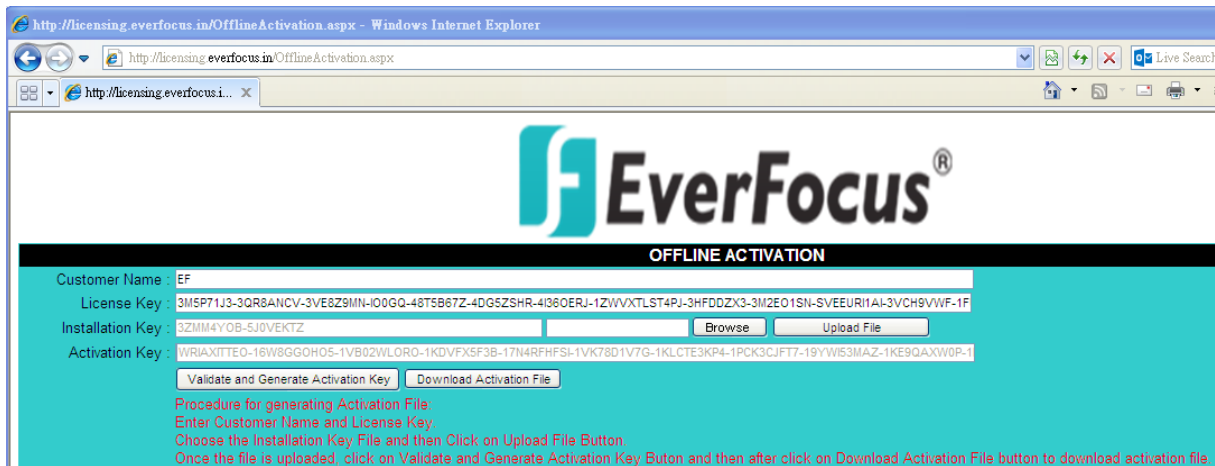 http://licensing.everfocus.in/OfflineActivation.aspx - Windows Internet Explorer
http://licensing.everfocus.in/OfflineActivation.aspx Live Search
http://licensing.everfocus.i...
EverFocus®
OFFLINE ACTIVATION
Customer Name : EF
License Key : 3M5P71J3-3QR8ANCV-3VE8Z9MN-IO0GQ-48T5B67Z-4DG5ZSHR-4I36OERJ-1ZWVXTLST4PJ-3HFDDZX3-3M2EO1SN-SVEEURI1AI-3VCH9VWF-1F
Installation Key : 3ZMM4YOB-5J0VEKTZ Browse Upload File
Activation Key : WRIAXITTEO-16W8GGOHO5-1VB02WLORO-1KDVFX5F3B-17N4RFHFSI-1VK78D1V7G-1KLCTE3KP4-1PCK3CJFT7-19YWI53MAZ-1KE9QAXW0P-1
Validate and Generate Activation Key Download Activation File
Procedure for generating Activation File:
Enter Customer Name and License Key.
Choose the Installation Key File and then Click on Upload File Button.
Once the file is uploaded, click on Validate and Generate Activation Key Buton and then after click on Download Activation File button to download activation file.